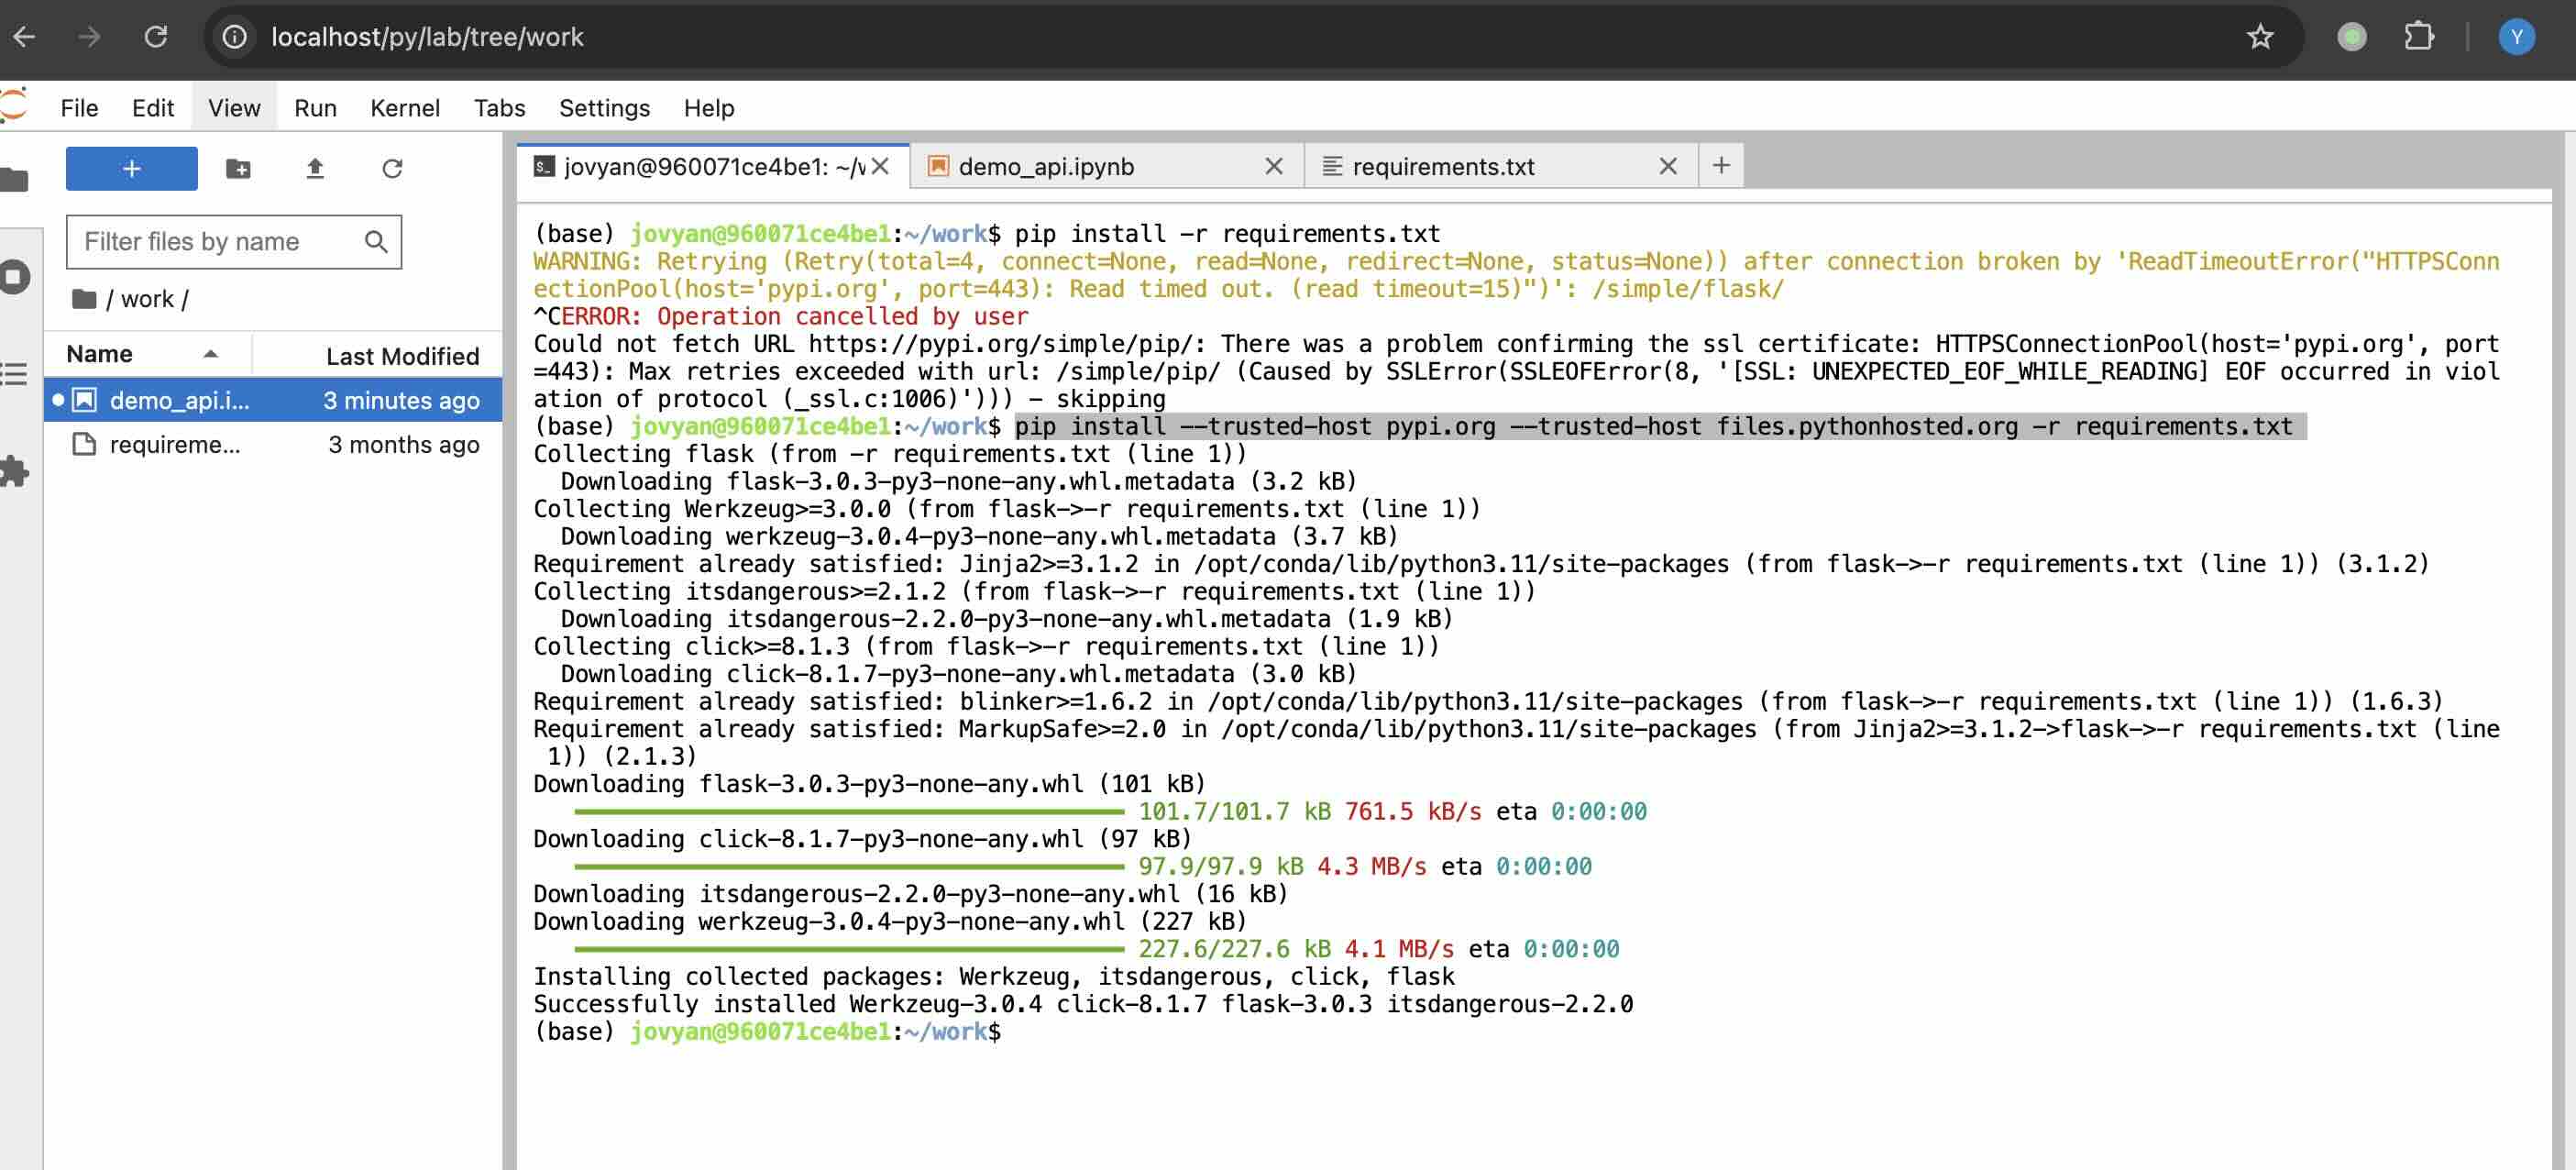 localhost/py/lab/tree/work
Y
File Edit View Run Kernel Tabs Settings Help
+
Filter files by name
/ work /
Name Last Modified
demo_api.i... 3 minutes ago
requireme... 3 months ago
jovyan@960071ce4be1: ~/w
demo_api.ipynb
requirements.txt
(base) jovyan@960071ce4be1:~/work$ pip install -r requirements.txt
WARNING: Retrying (Retry(total=4, connect=None, read=None, redirect=None, status=None)) after connection broken by 'ReadTimeoutError("HTTPSConn
ectionPool(host='pypi.org', port=443): Read timed out. (read timeout=15)")': /simple/flask/
^CERROR: Operation cancelled by user
Could not fetch URL https://pypi.org/simple/pip/: There was a problem confirming the ssl certificate: HTTPSConnectionPool(host='pypi.org', port
=443): Max retries exceeded with url: /simple/pip/ (Caused by SSLError(SSLEOFError(8, '[SSL: UNEXPECTED_EOF_WHILE_READING] EOF occurred in viol
ation of protocol (_ssl.c:1006)'))) - skipping
(base) jovyan@960071ce4be1:~/work$ pip install --trusted-host pypi.org --trusted-host files.pythonhosted.org -r requirements.txt
Collecting flask (from -r requirements.txt (line 1))
Downloading flask-3.0.3-py3-none-any.whl.metadata (3.2 kB)
Collecting Werkzeug>=3.0.0 (from flask->-r requirements.txt (line 1))
Downloading werkzeug-3.0.4-py3-none-any.whl.metadata (3.7 kB)
Requirement already satisfied: Jinja2>=3.1.2 in /opt/conda/lib/python3.11/site-packages (from flask->-r requirements.txt (line 1)) (3.1.2)
Collecting itsdangerous>=2.1.2 (from flask->-r requirements.txt (line 1))
Downloading itsdangerous-2.2.0-py3-none-any.whl.metadata (1.9 kB)
Collecting click>=8.1.3 (from flask->-r requirements.txt (line 1))
Downloading click-8.1.7-py3-none-any.whl.metadata (3.0 kB)
Requirement already satisfied: blinker>=1.6.2 in /opt/conda/lib/python3.11/site-packages (from flask->-r requirements.txt (line 1)) (1.6.3)
Requirement already satisfied: MarkupSafe>=2.0 in /opt/conda/lib/python3.11/site-packages (from Jinja2>=3.1.2->flask->-r requirements.txt (line
1)) (2.1.3)
Downloading flask-3.0.3-py3-none-any.whl (101 kB)
101.7/101.7 kB 761.5 kB/s eta 0:00:00
Downloading click-8.1.7-py3-none-any.whl (97 kB)
97.9/97.9 kB 4.3 MB/s eta 0:00:00
Downloading itsdangerous-2.2.0-py3-none-any.whl (16 kB)
Downloading werkzeug-3.0.4-py3-none-any.whl (227 kB)
227.6/227.6 kB 4.1 MB/s eta 0:00:00
Installing collected packages: Werkzeug, itsdangerous, click, flask
Successfully installed Werkzeug-3.0.4 click-8.1.7 flask-3.0.3 itsdangerous-2.2.0
(base) jovyan@960071ce4be1:~/work$